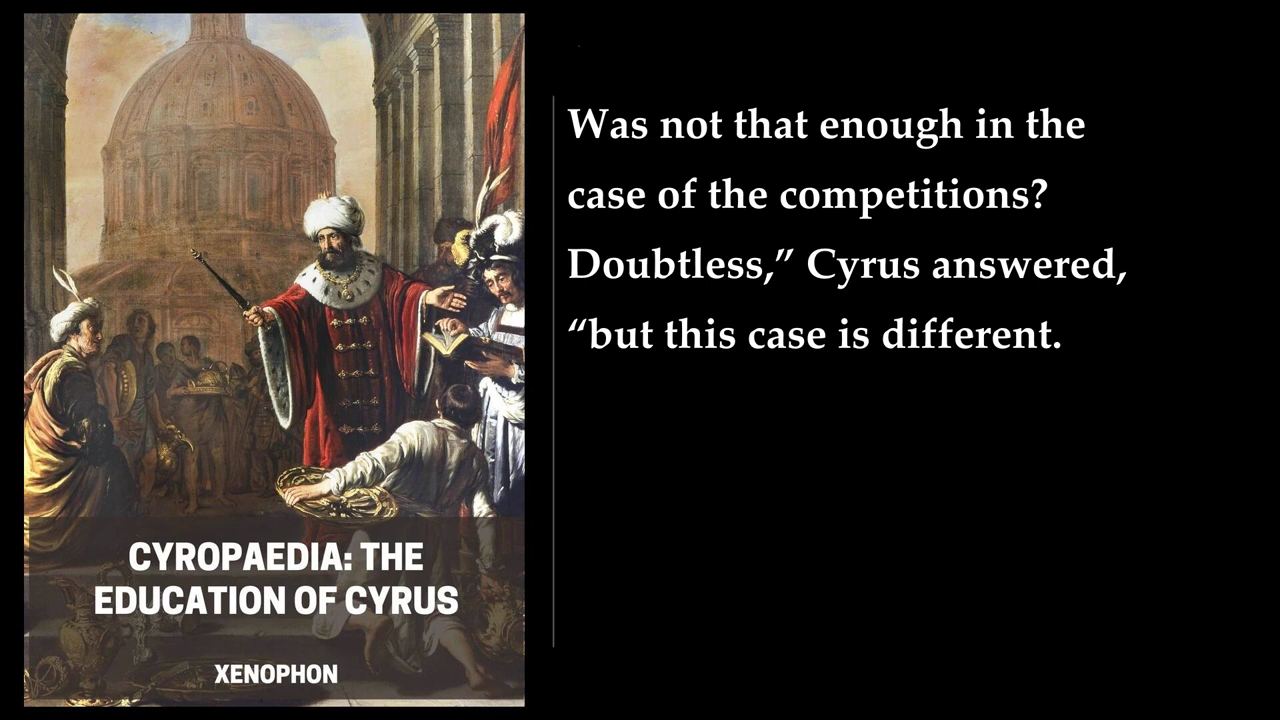 CYROPAEDIA: THE
EDUCATION OF CYRUS
XENOPHON
Was not that enough in the
case of the competitions?
Doubtless,” Cyrus answered,
“but this case is different.